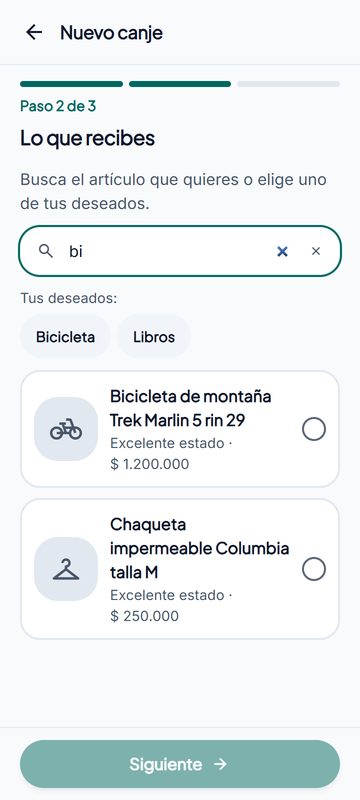 Nuevo canje
Paso 2 de 3
Lo que recibes
Busca el artículo que quieres o elige uno
de tus deseados.
bi
Tus deseados:
Bicicleta
Libros
Bicicleta de montaña
Trek Marlin 5 rin 29
Excelente estado ·
$ 1.200.000
Chaqueta
impermeable Columbia
talla M
Excelente estado ·
$ 250.000
Siguiente